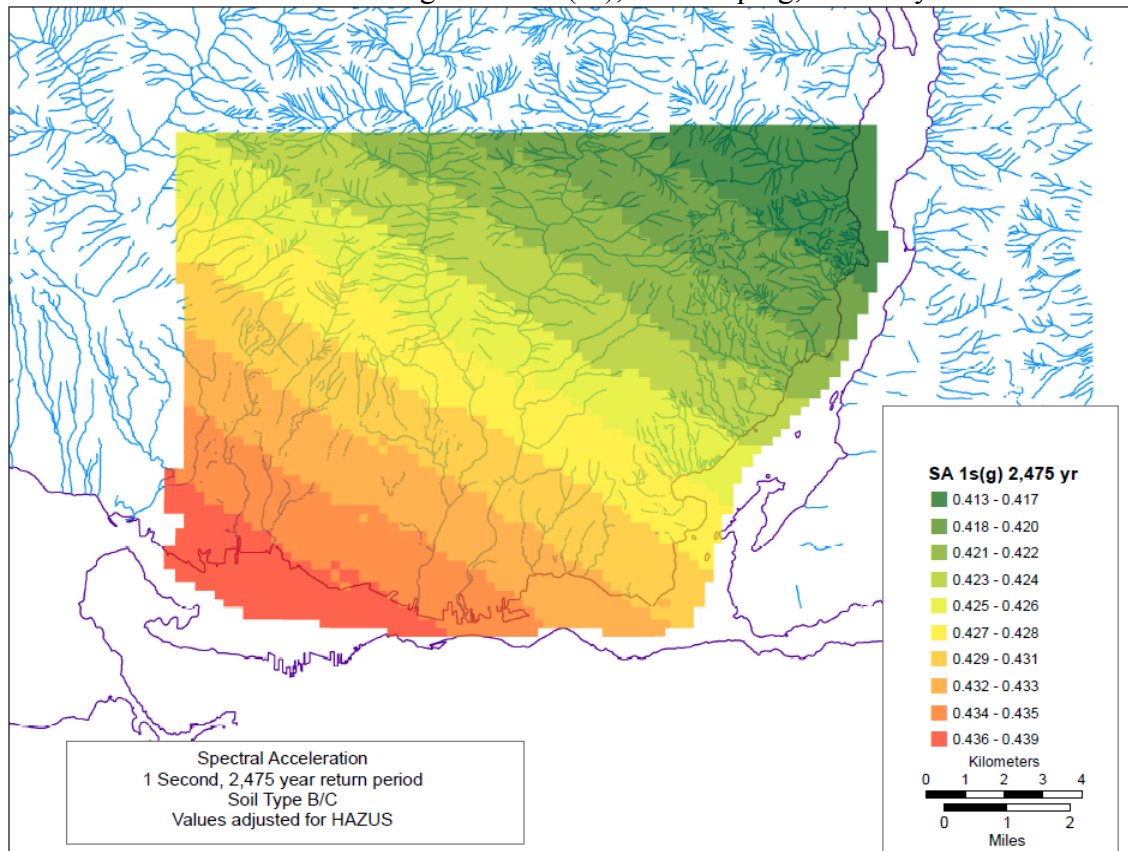 SA 1s(g) 2,475 yr
0.413 - 0.417
0.418 - 0.420
0.421 - 0.422
0.423 - 0.424
0.425 - 0.426
0.427 - 0.428
0.429 - 0.431
0.432 - 0.433
0.434 - 0.435
0.436 - 0.439
Kilometers
0 1 2 3 4
0 1 2
Miles
Spectral Acceleration
1 Second, 2,475 year return period
Soil Type B/C
Values adjusted for HAZUS